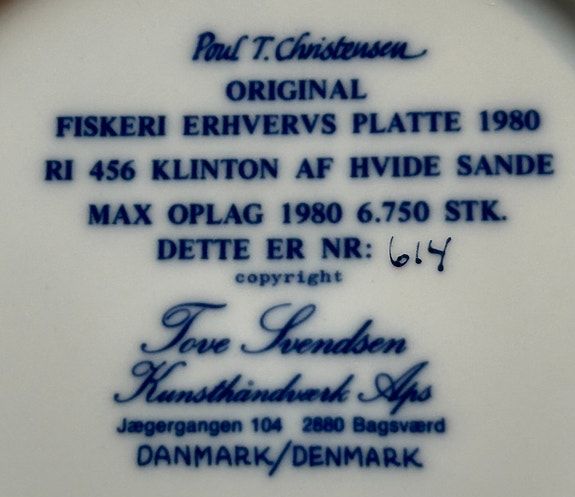 Poul T. Christensen
ORIGINAL
FISKERI ERHVERVS PLATTE 1980
RI 456 KLINTON AF HVIDE SANDE
MAX OPLAG 1980 6.750 STK.
DETTE ER NR: 614
copyright
Tove Svendsen
Kunsthåndværk Aps
Jægergangen 104 2880 Bagsværd
DANMARK/DENMARK